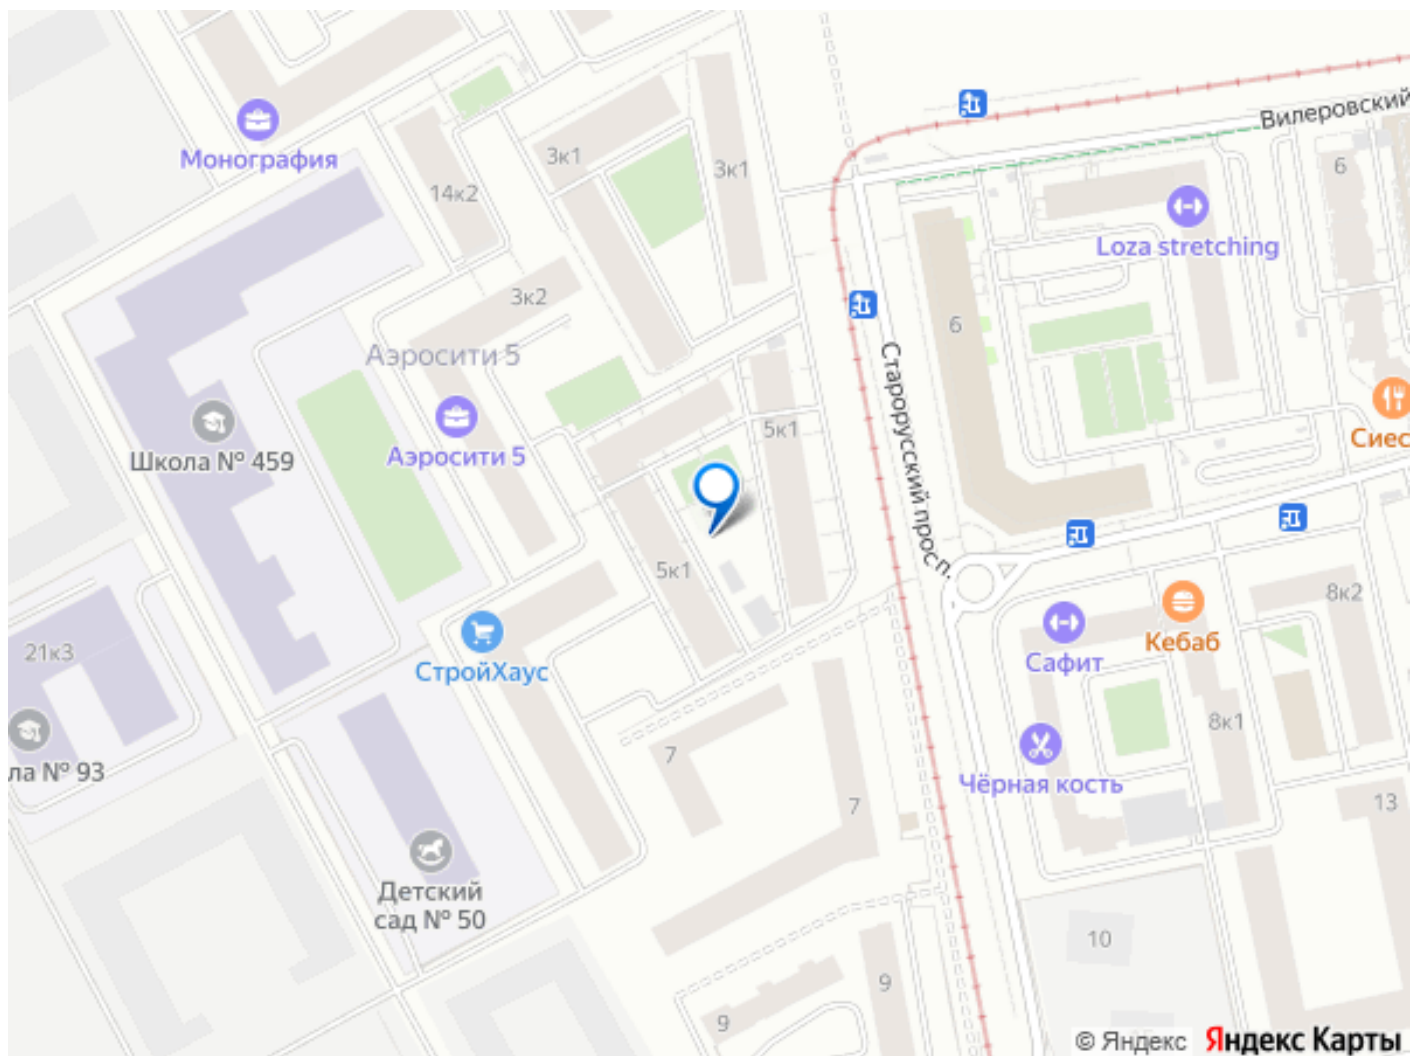 Вилеровский
Монография
3к1
3к1
14к2
6
Loza stretching
3к2
6
Аэросити 5
Старорусский просп.
Школа № 459
Аэросити 5
5к1
Сиес
5к1
8к2
21к3
СтройХаус
Сафит
Кебаб
8к1
ла № 93
7
7
Чёрная кость
13
Детский
сад № 50
10
9
9
© Яндекс Яндекс Карты